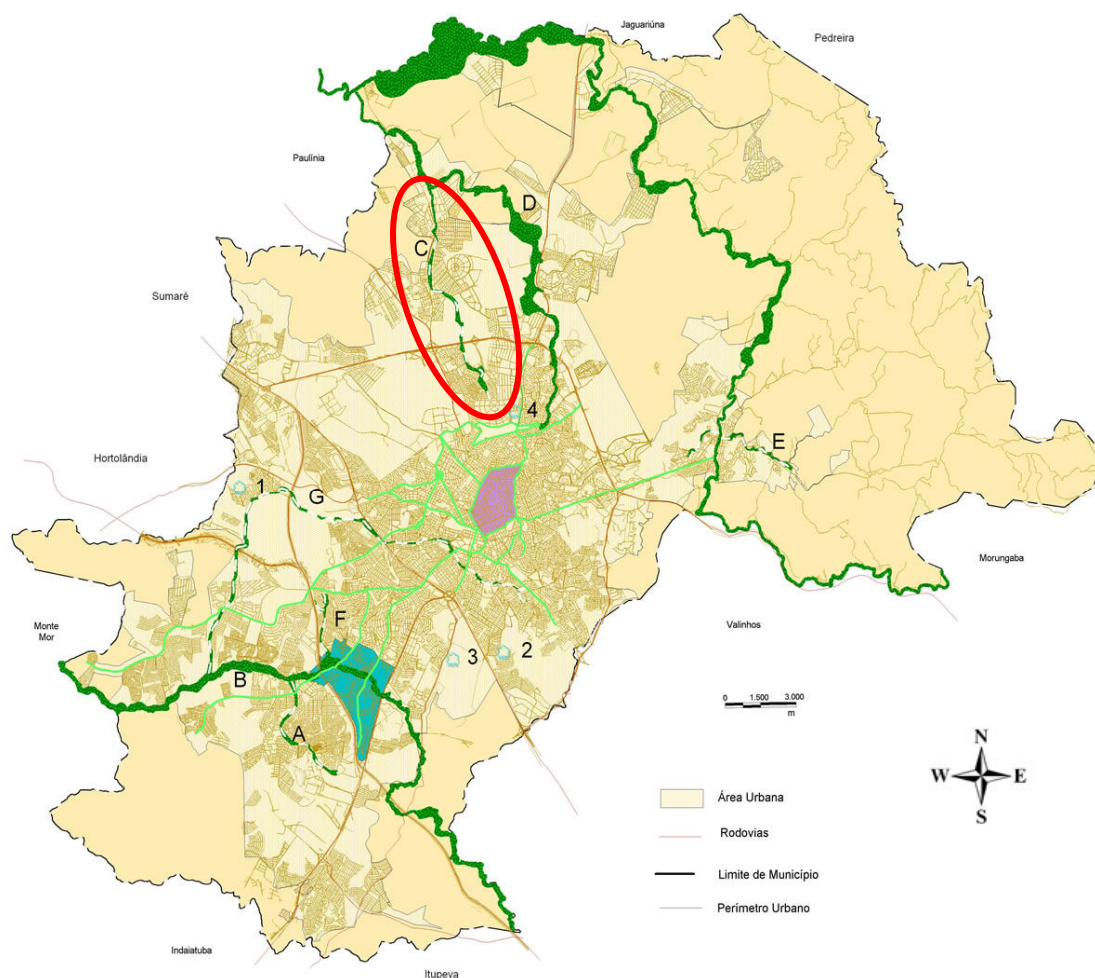 Jaguariúna
Pedreira
Paulínia
D
C
Sumaré
4
E
Hortolândia
1
G
Morungaba
F
Monte
Mor
Valinhos
3
2
B
0 1.500 3.000
m
A
N
W E
S
Área Urbana
Rodovias
Limite de Município
Perímetro Urbano
Indaiatuba
Itupeva